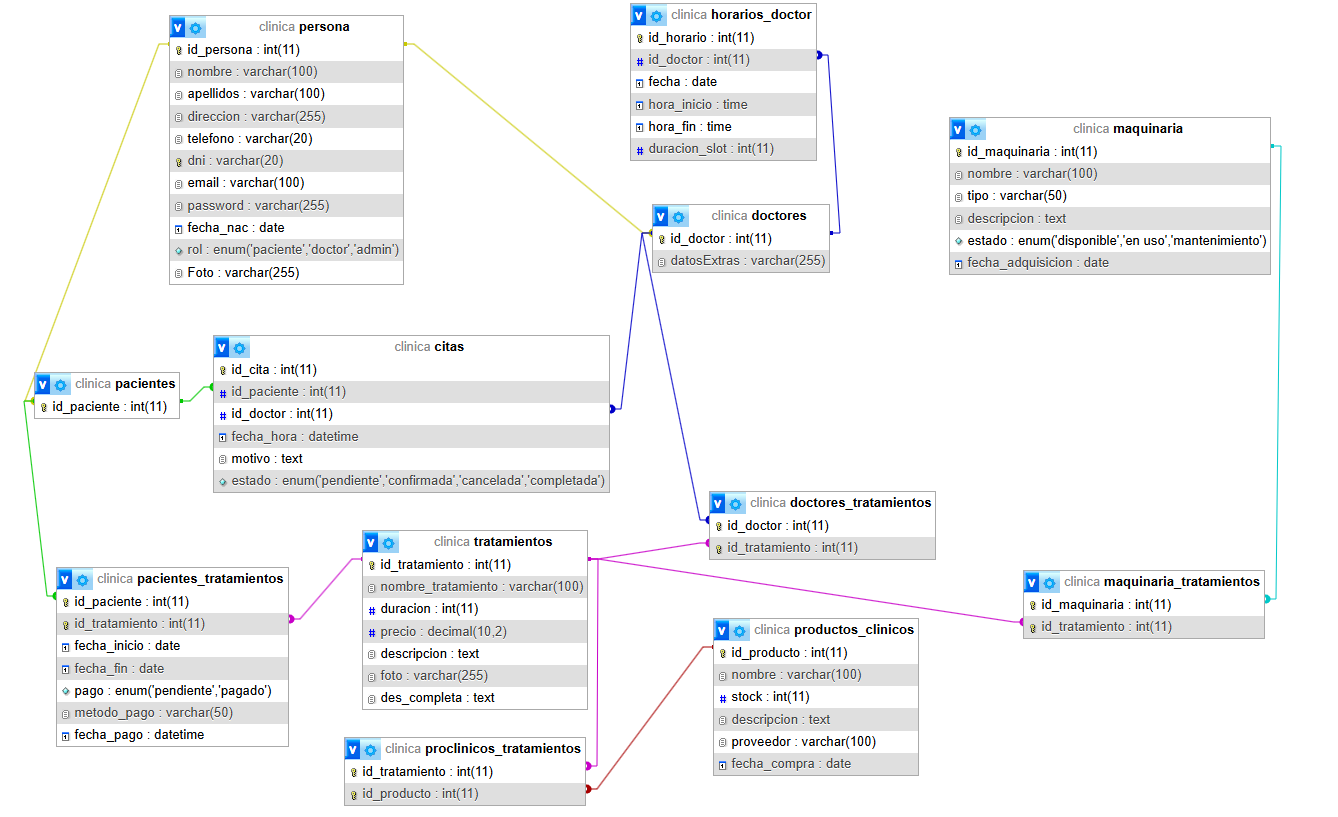 clinica persona
id_persona : int(11)
nombre : varchar(100)
apellidos : varchar(100)
direccion : varchar(255)
telefono : varchar(20)
dni : varchar(20)
email : varchar(100)
password : varchar(255)
fecha_nac : date
rol : enum('paciente','doctor','admin')
Foto : varchar(255)
clinica horarios_doctor
id_horario : int(11)
id_doctor : int(11)
fecha : date
hora_inicio : time
hora_fin : time
duracion_slot : int(11)
clinica maquinaria
id_maquinaria : int(11)
nombre : varchar(100)
tipo : varchar(50)
descripcion : text
estado : enum('disponible','en uso','mantenimiento')
fecha_adquisicion : date
clinica doctores
id_doctor : int(11)
datosExtras : varchar(255)
clinica pacientes
id_paciente : int(11)
clinica citas
id_cita : int(11)
id_paciente : int(11)
id_doctor : int(11)
fecha_hora : datetime
motivo : text
estado : enum('pendiente','confirmada','cancelada','completada')
clinica doctores_tratamientos
id_doctor : int(11)
id_tratamiento : int(11)
clinica pacientes_tratamientos
id_paciente : int(11)
id_tratamiento : int(11)
fecha_inicio : date
fecha_fin : date
pago : enum('pendiente','pagado')
metodo_pago : varchar(50)
fecha_pago : datetime
clinica tratamientos
id_tratamiento : int(11)
nombre_tratamiento : varchar(100)
duracion : int(11)
precio : decimal(10,2)
descripcion : text
foto : varchar(255)
des_completa : text
clinica maquinaria_tratamientos
id_maquinaria : int(11)
id_tratamiento : int(11)
clinica productos_clinicos
id_producto : int(11)
nombre : varchar(100)
stock : int(11)
descripcion : text
proveedor : varchar(100)
fecha_compra : date
clinica proclinicos_tratamientos
id_tratamiento : int(11)
id_producto : int(11)